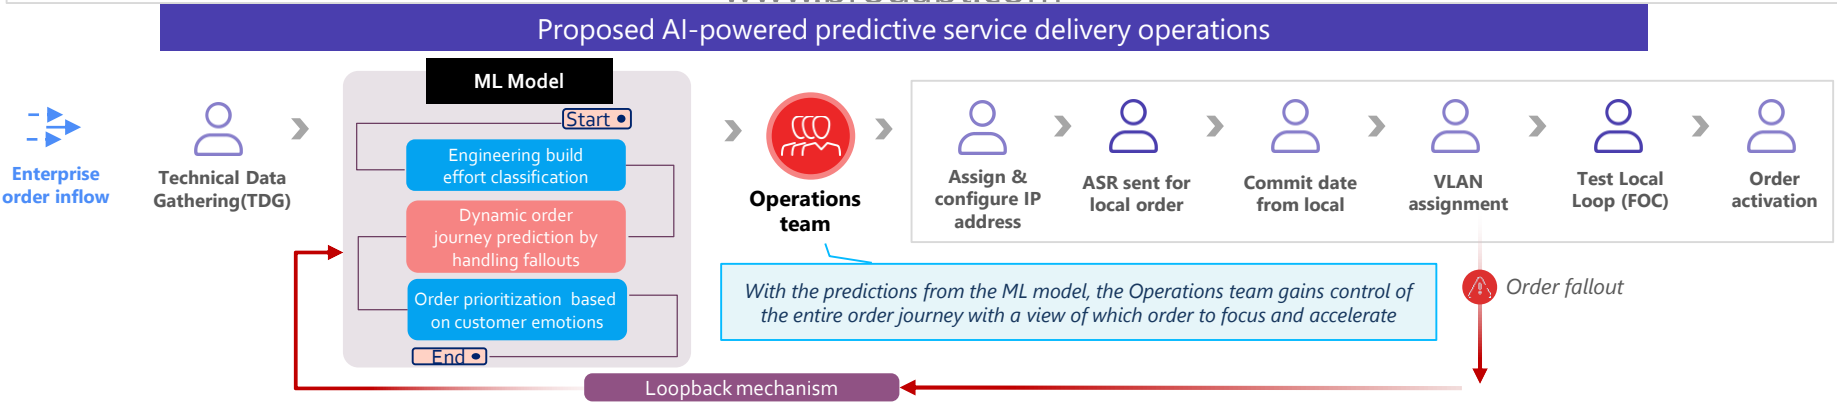 Proposed AI-powered predictive service delivery operations
ML Model
Start
Engineering build
effort classification
Dynamic order
journey prediction by
handling fallouts
Order prioritization based
on customer emotions
End
Enterprise
order inflow
Technical Data
Gathering(TDG)
Operations
team
Assign &
configure IP
address
ASR sent for
local order
Commit date
from local
VLAN
assignment
Test Local
Loop (FOC)
Order
activation
With the predictions from the ML model, the Operations team gains control of
the entire order journey with a view of which order to focus and accelerate
Order fallout
Loopback mechanism